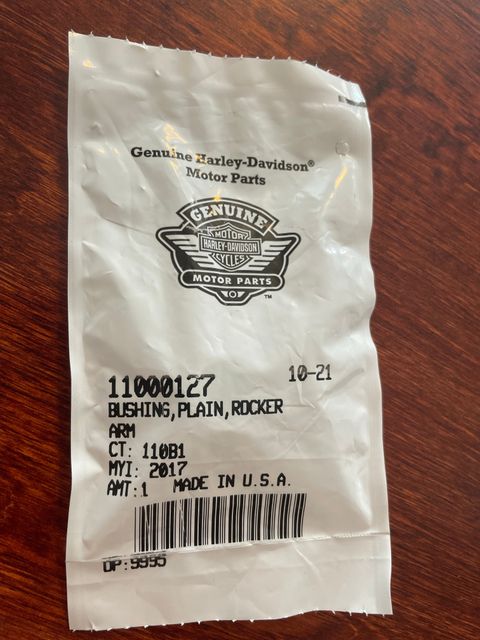 Genuine Harley-Davidson®
Motor Parts
GENUINE
MOTOR
HARLEY-DAVIDSON
CYCLES
MOTOR PARTS
TM
11000127 10-21
BUSHING,PLAIN,ROCKER
ARM
CT: 110B1
MYI: 2017
AMT:1 MADE IN U.S.A.
OP:9995